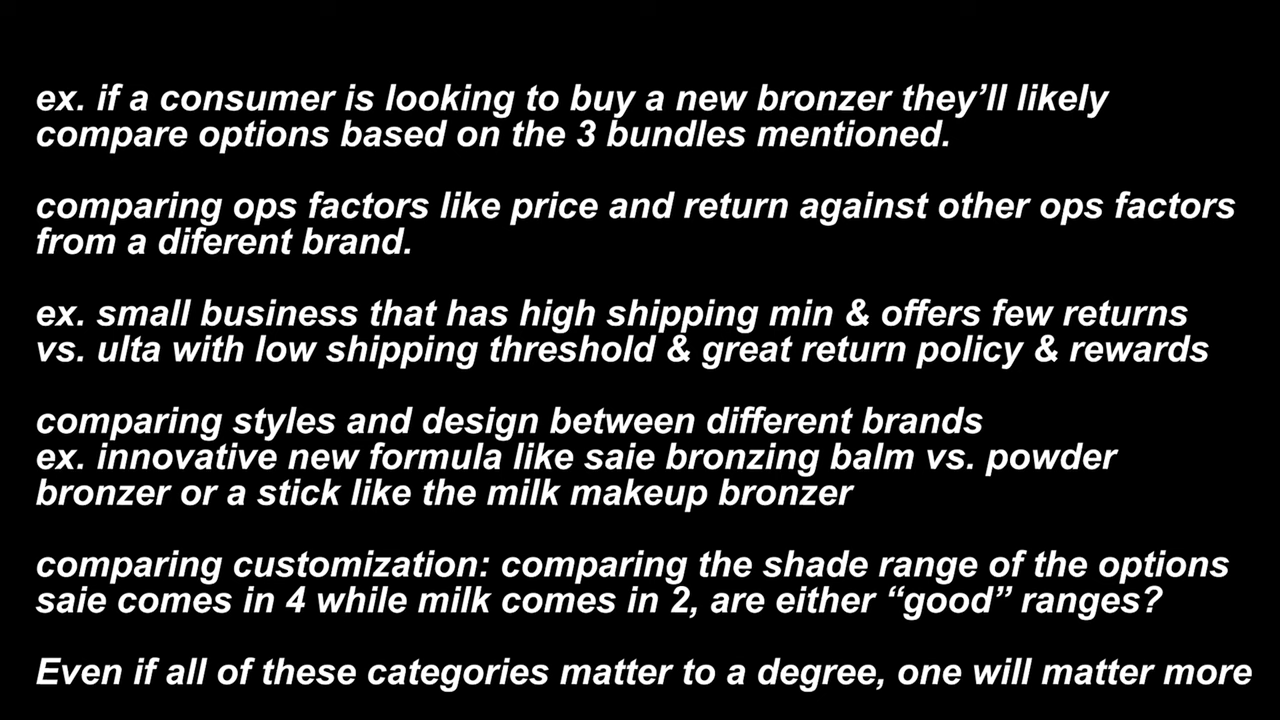 ex. if a consumer is looking to buy a new bronzer they’ll likely
compare options based on the 3 bundles mentioned.
comparing ops factors like price and return against other ops factors
from a diferent brand.
ex. small business that has high shipping min & offers few returns
vs. ulta with low shipping threshold & great return policy & rewards
comparing styles and design between different brands
ex. innovative new formula like saie bronzing balm vs. powder
bronzer or a stick like the milk makeup bronzer
comparing customization: comparing the shade range of the options
saie comes in 4 while milk comes in 2, are either “good” ranges?
Even if all of these categories matter to a degree, one will matter more